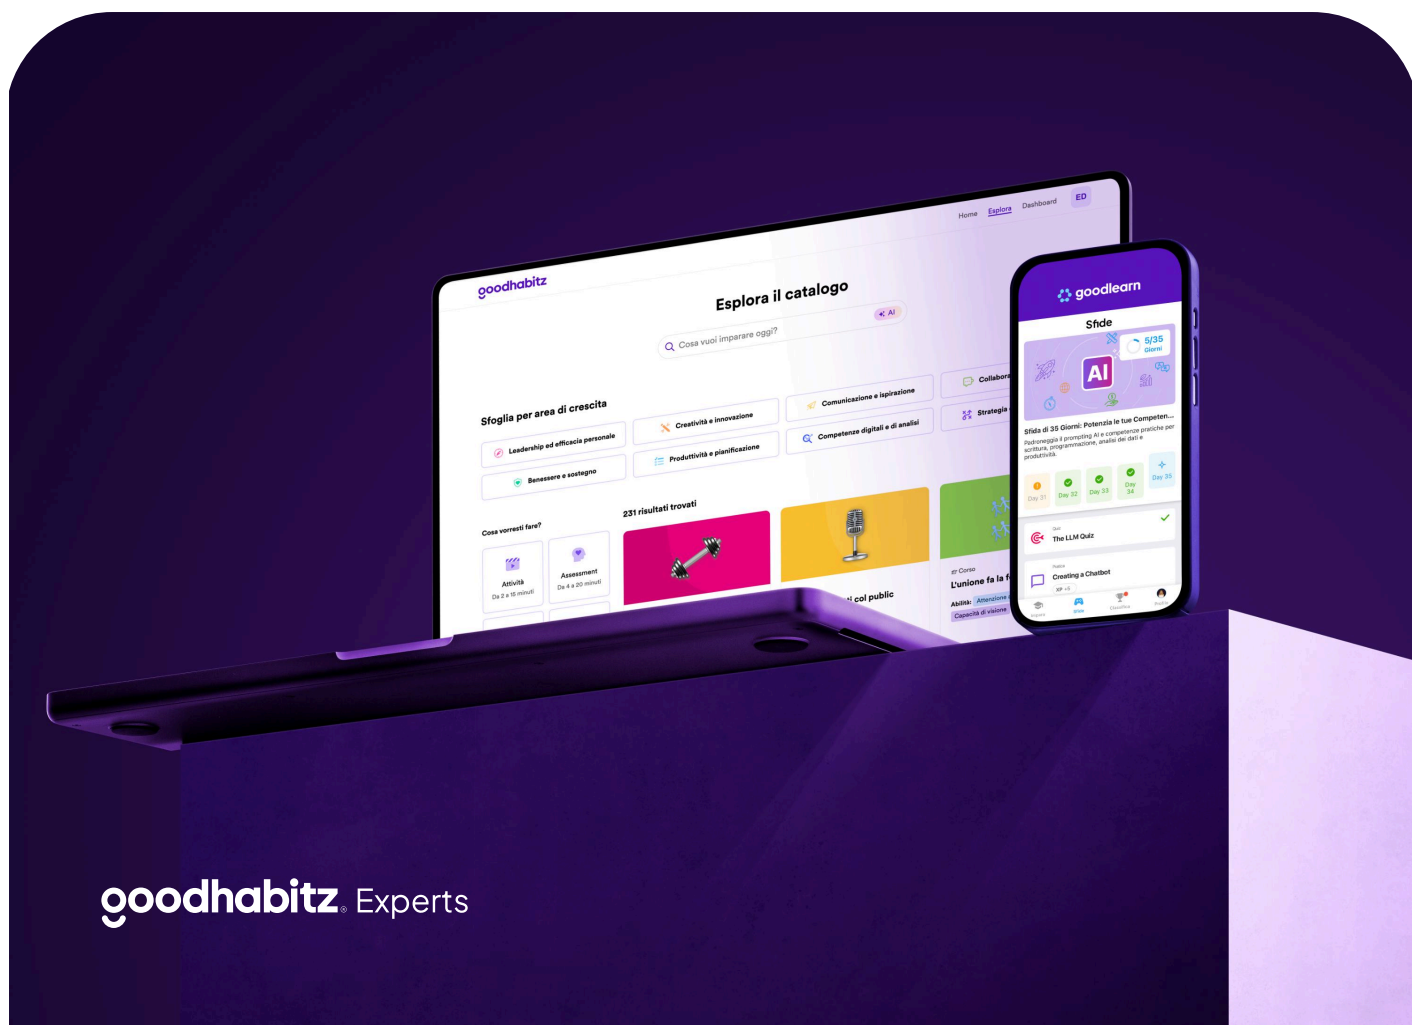 goodhabitz
Home Esplora Dashboard ED
Esplora il catalogo
Cosa vuoi imparare oggi?
AI
Sfoglia per area di crescita
Leadership ed efficacia personale
Creatività e innovazione
Comunicazione e ispirazione
Benessere e sostegno
Produttività e pianificazione
Competenze digitali e di analisi
Strategia
Cosa vorresti fare?
231 risultati trovati
Attività
Da 2 a 16 minuti
Assessment
Da 4 a 20 minuti
col public
Corso
L'unione fa la
Abilità: Attenzione
Capacità di visione
goodlearn
Sfide
5/35
Giorni
AI
Sfida di 35 Giorni: Potenzia le tue Competen...
Padroneggia il prompting AI e competenze pratiche per
scrittura, programmazione, analisi dei dati e
produttività.
Day 31
Day 32
Day 33
Day
34
Day 35
Quiz
The LLM Quiz
Creating a Chatbot
XP +5
Sfide
Classifica
goodhabitz® Experts